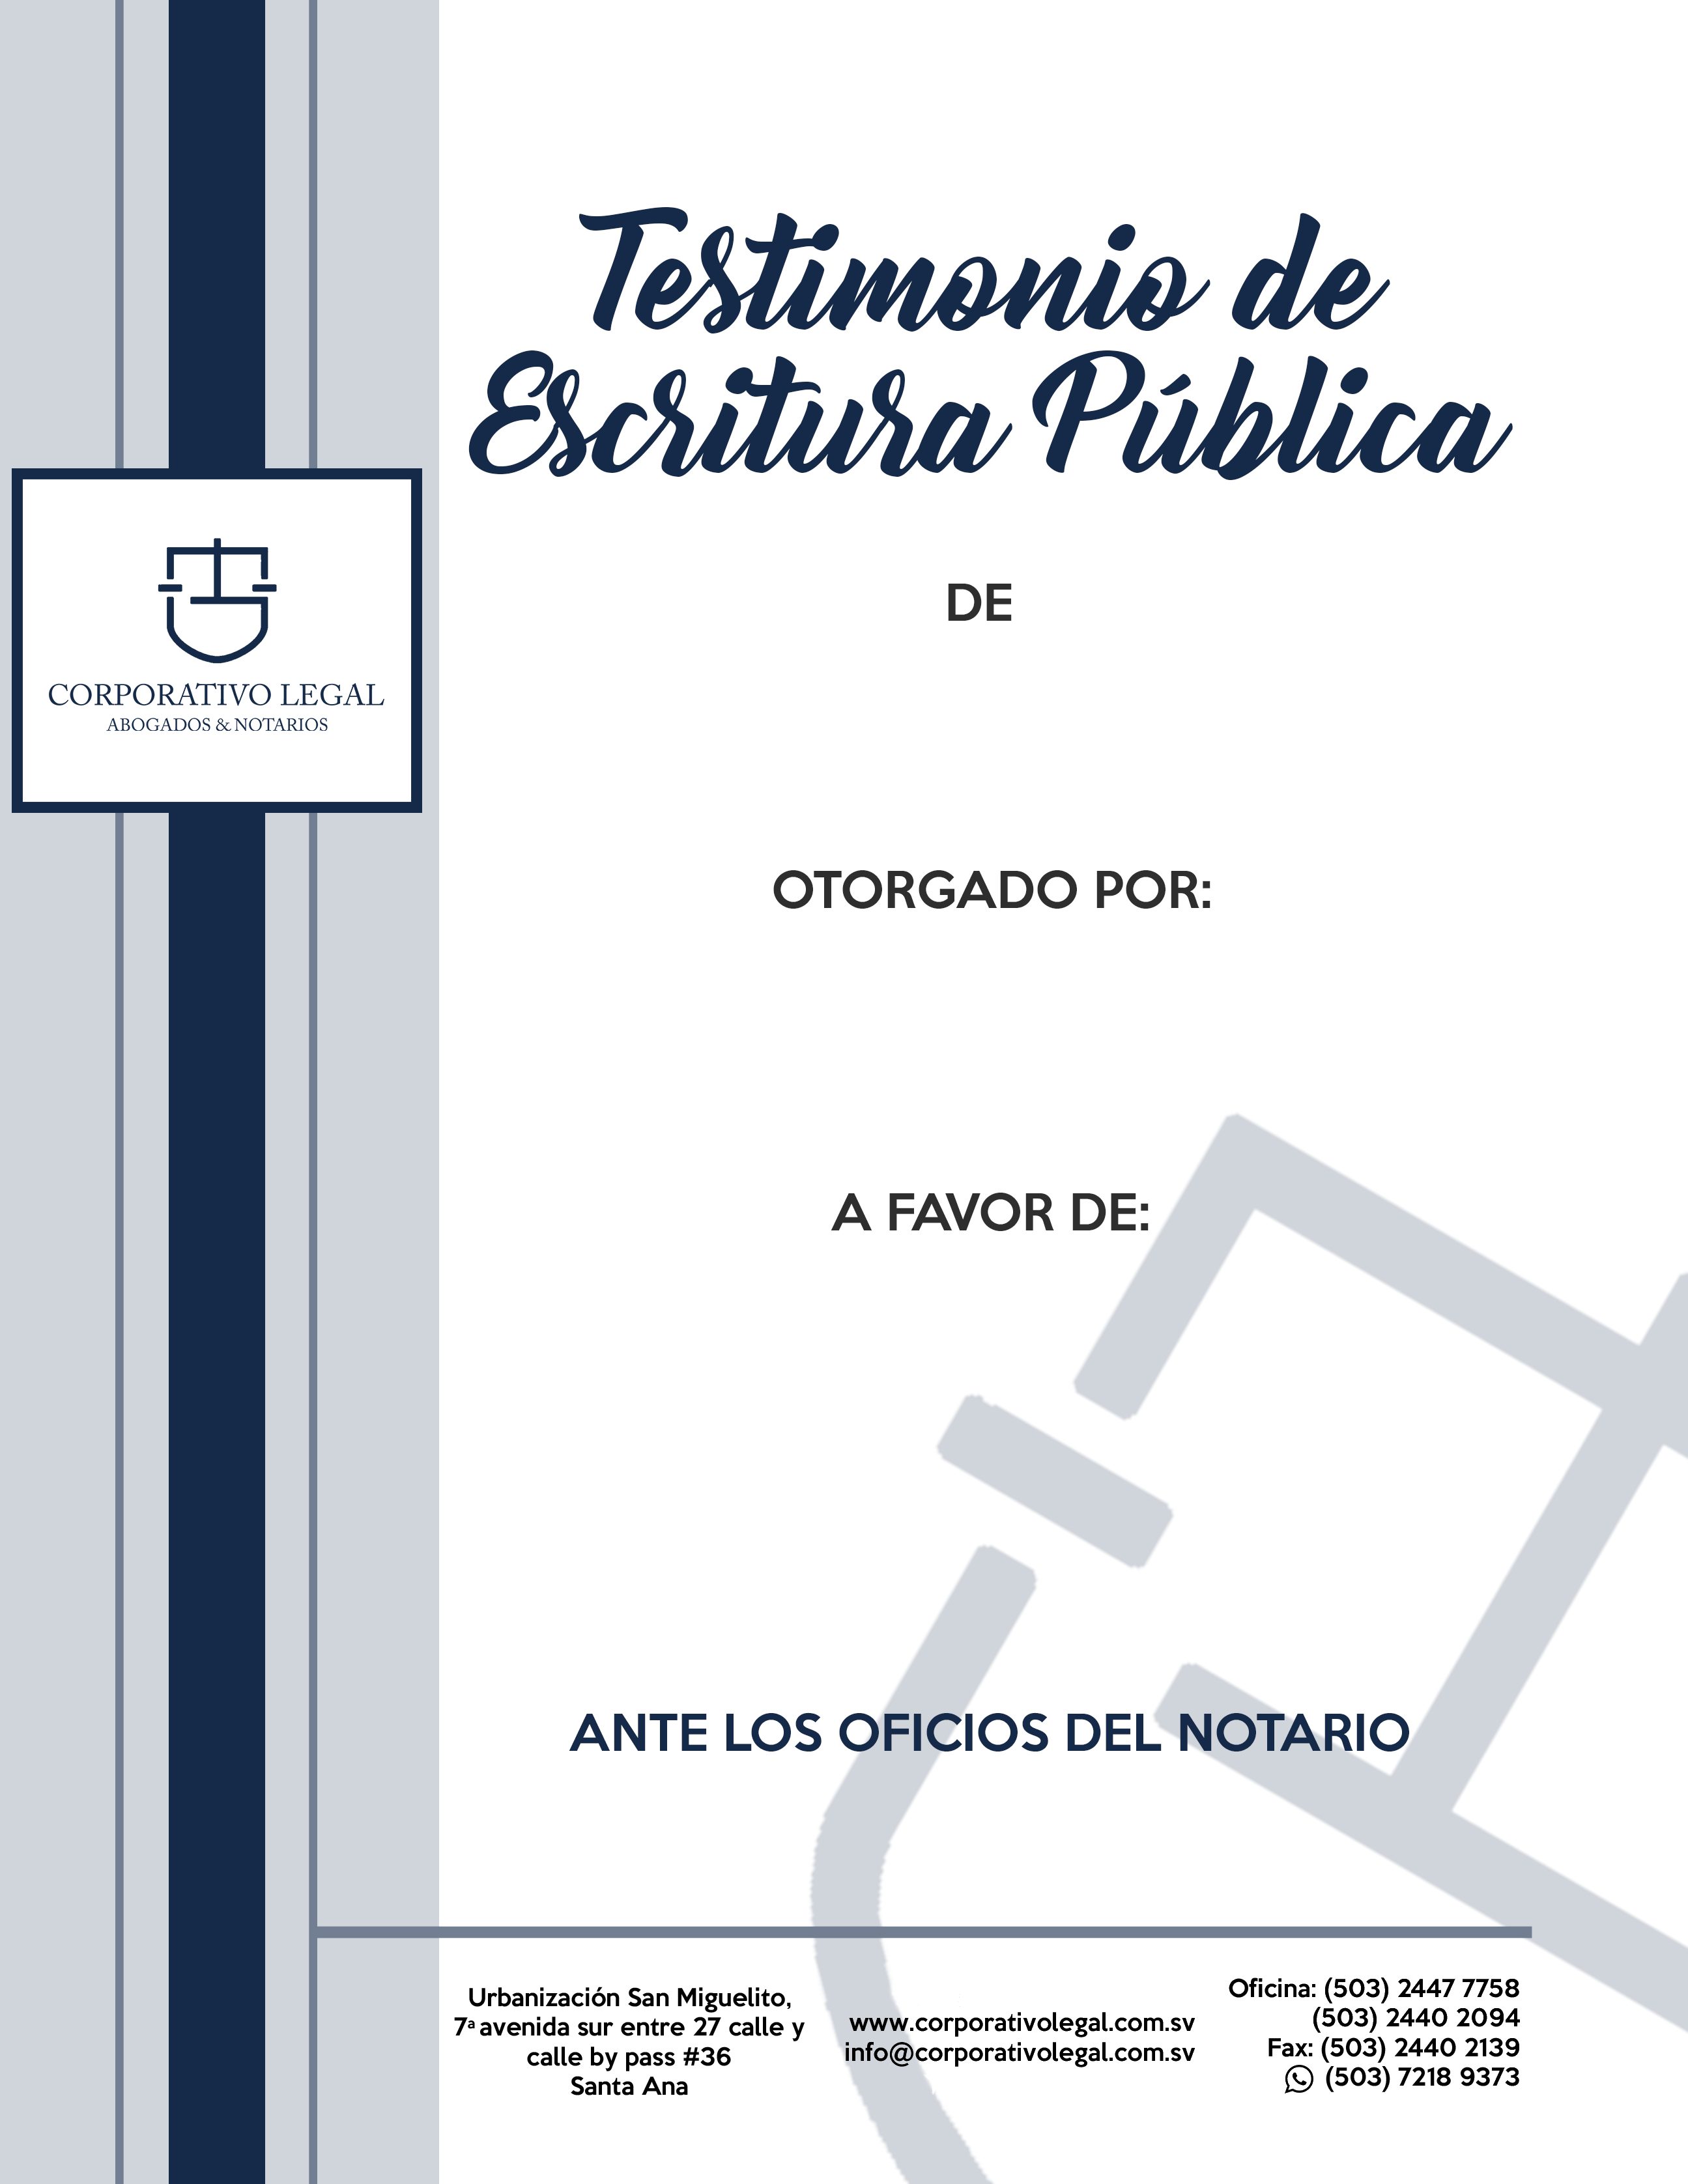 Testimonio de
Escritura Pública
CORPORATIVO LEGAL
ABOGADOS & NOTARIOS
DE
OTORGADO POR:
A FAVOR DE:
ANTE LOS OFICIOS DEL NOTARIO
Urbanización San Miguelito,
7ª avenida sur entre 27 calle y
calle by pass #36
Santa Ana
www.corporativolegal.com.sv
info@corporativolegal.com.sv
Oficina: (503) 2447 7758
(503) 2440 2094
Fax: (503) 2440 2139
(503) 7218 9373